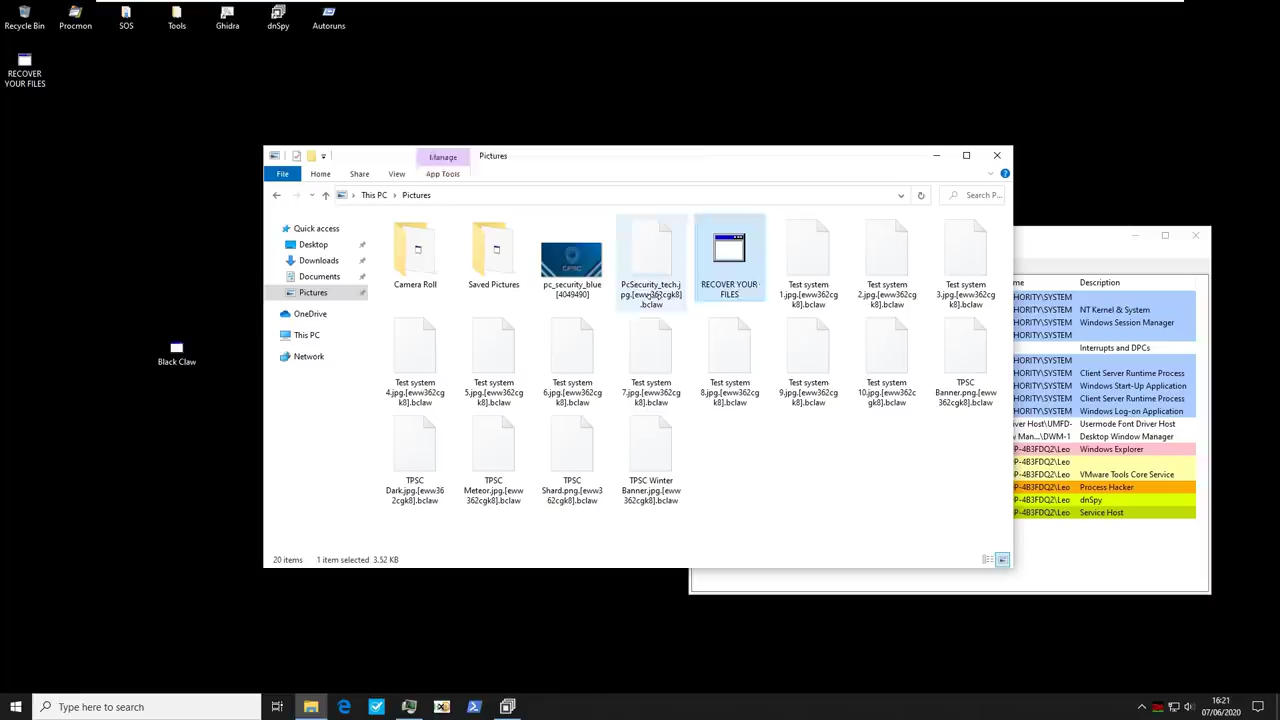 Recycle Bin
Procmon
SOS
Tools
Ghidra
dnSpy
Autoruns
RECOVER
YOUR FILES
Black Claw
Manage
Pictures
File
Home
Share
View
App Tools
This PC
Pictures
Search P...
Quick access
Desktop
Downloads
Documents
Pictures
OneDrive
This PC
Network
Camera Roll
Saved Pictures
pc_security_blue
[4049490]
PcSecurity_tech.j
pg.[eww362cgk8]
.bclaw
RECOVER YOUR
FILES
Test system
1.jpg.[eww362cg
k8].bclaw
Test system
2.jpg.[eww362cg
k8].bclaw
Test system
3.jpg.[eww362cg
k8].bclaw
Test system
4.jpg.[eww362cg
k8].bclaw
Test system
5.jpg.[eww362cg
k8].bclaw
Test system
6.jpg.[eww362cg
k8].bclaw
Test system
7.jpg.[eww362cg
k8].bclaw
Test system
8.jpg.[eww362cg
k8].bclaw
Test system
9.jpg.[eww362cg
k8].bclaw
Test system
10.jpg.[eww362c
gk8].bclaw
TPSC
Banner.png.[eww
362cgk8].bclaw
TPSC
Dark.jpg.[eww36
2cgk8].bclaw
TPSC
Meteor.jpg.[eww
362cgk8].bclaw
TPSC
Shard.png.[eww3
62cgk8].bclaw
TPSC Winter
Banner.jpg.[eww
362cgk8].bclaw
20 items
1 item selected 3.52 KB
me
Description
HORITY\SYSTEM
HORITY\SYSTEM NT Kernel & System
HORITY\SYSTEM Windows Session Manager
HORITY\SYSTEM
Interrupts and DPCs
HORITY\SYSTEM
HORITY\SYSTEM Client Server Runtime Process
HORITY\SYSTEM Windows Start-Up Application
HORITY\SYSTEM Client Server Runtime Process
HORITY\SYSTEM Windows Log-on Application
iver Host\UMFD- Usermode Font Driver Host
w Man...\DWM-1 Desktop Window Manager
P-4B3FDQ2\Leo Windows Explorer
P-4B3FDQ2\Leo
P-4B3FDQ2\Leo VMware Tools Core Service
P-4B3FDQ2\Leo Process Hacker
P-4B3FDQ2\Leo dnSpy
P-4B3FDQ2\Leo Service Host
Type here to search
16:21
07/06/2020